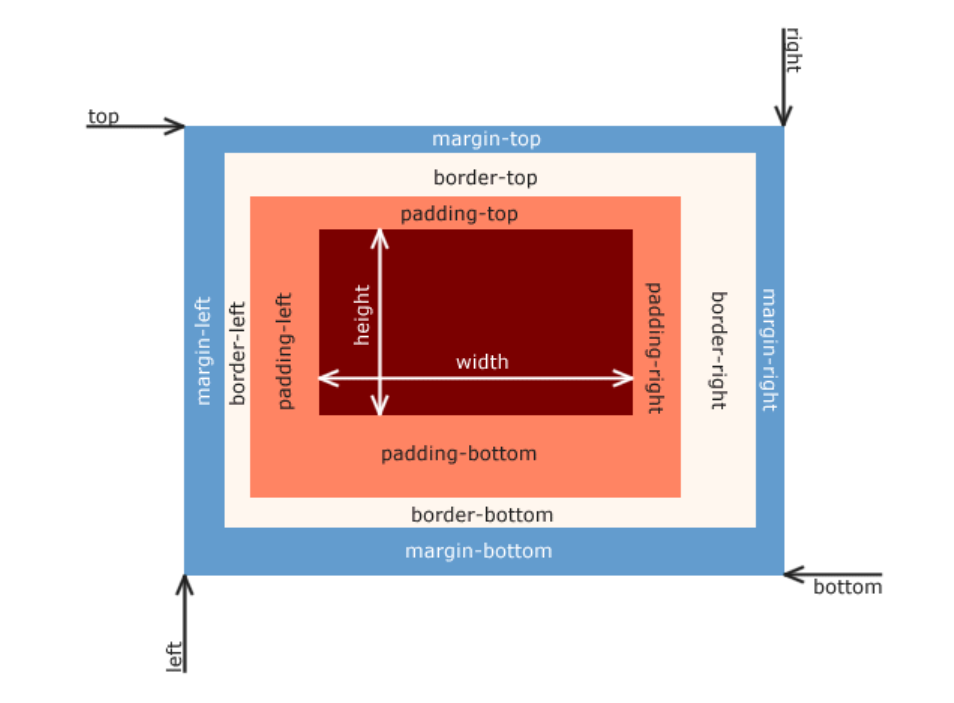 right
top
margin-top
border-top
padding-top
margin-left
border-left
padding-left
height
width
padding-right
border-right
margin-right
padding-bottom
border-bottom
margin-bottom
bottom
left